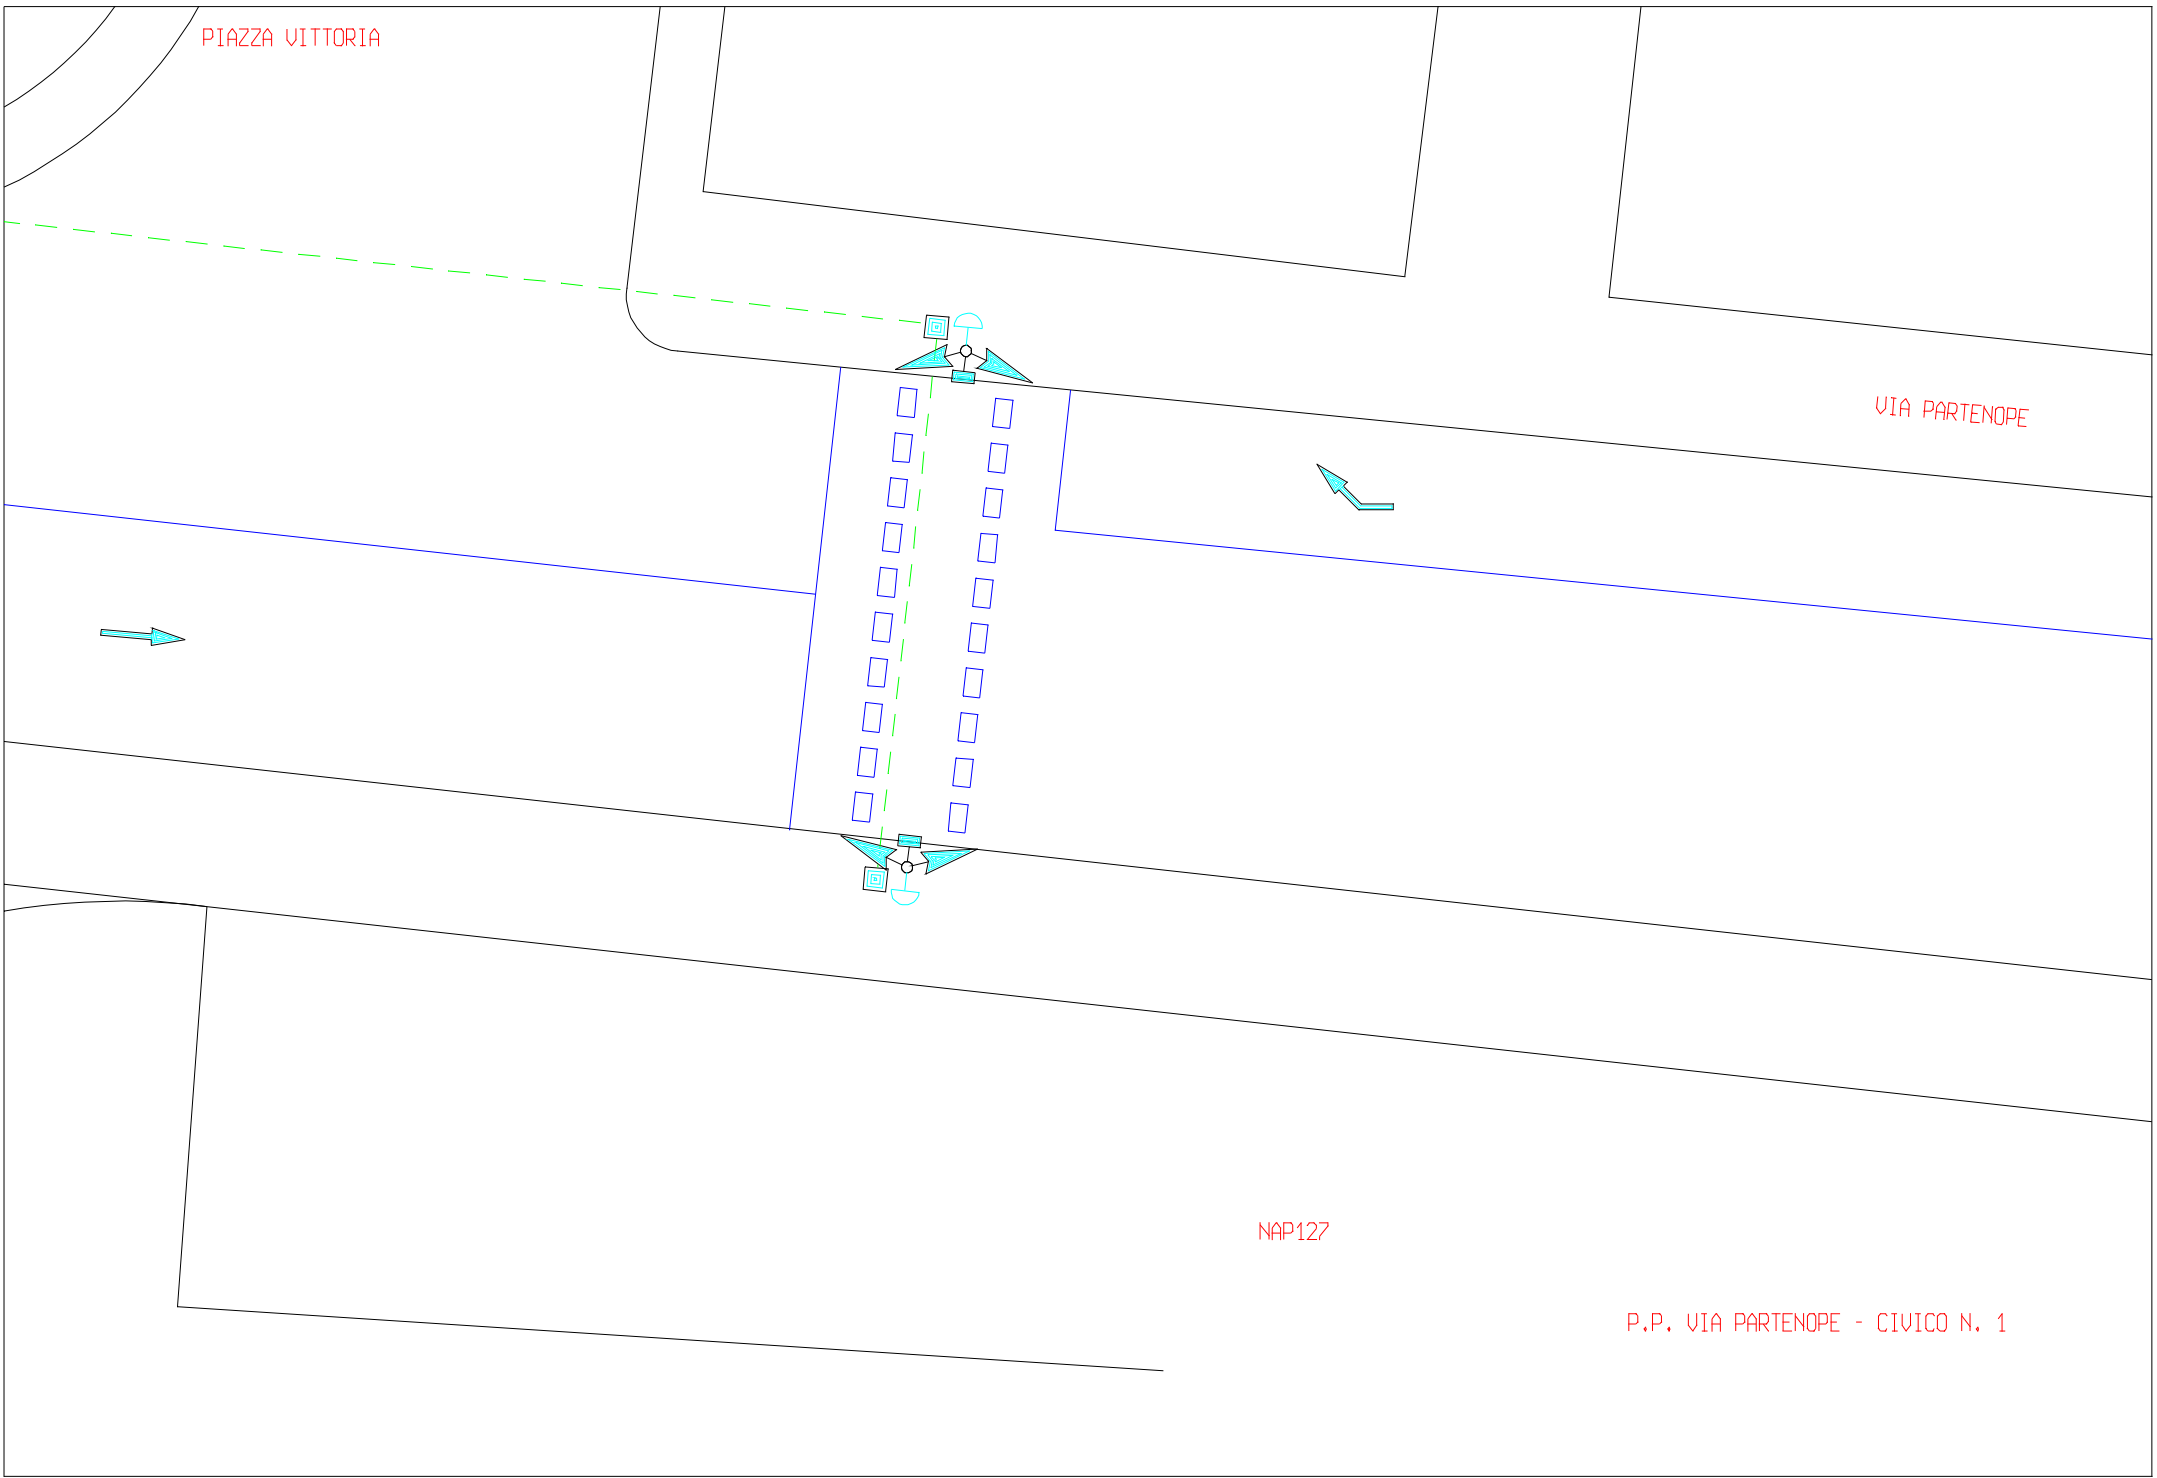 PIAZZA VITTORIA
VIA PARTENOPE
NAP127
P.P. VIA PARTENOPE - CIVICO N. 1